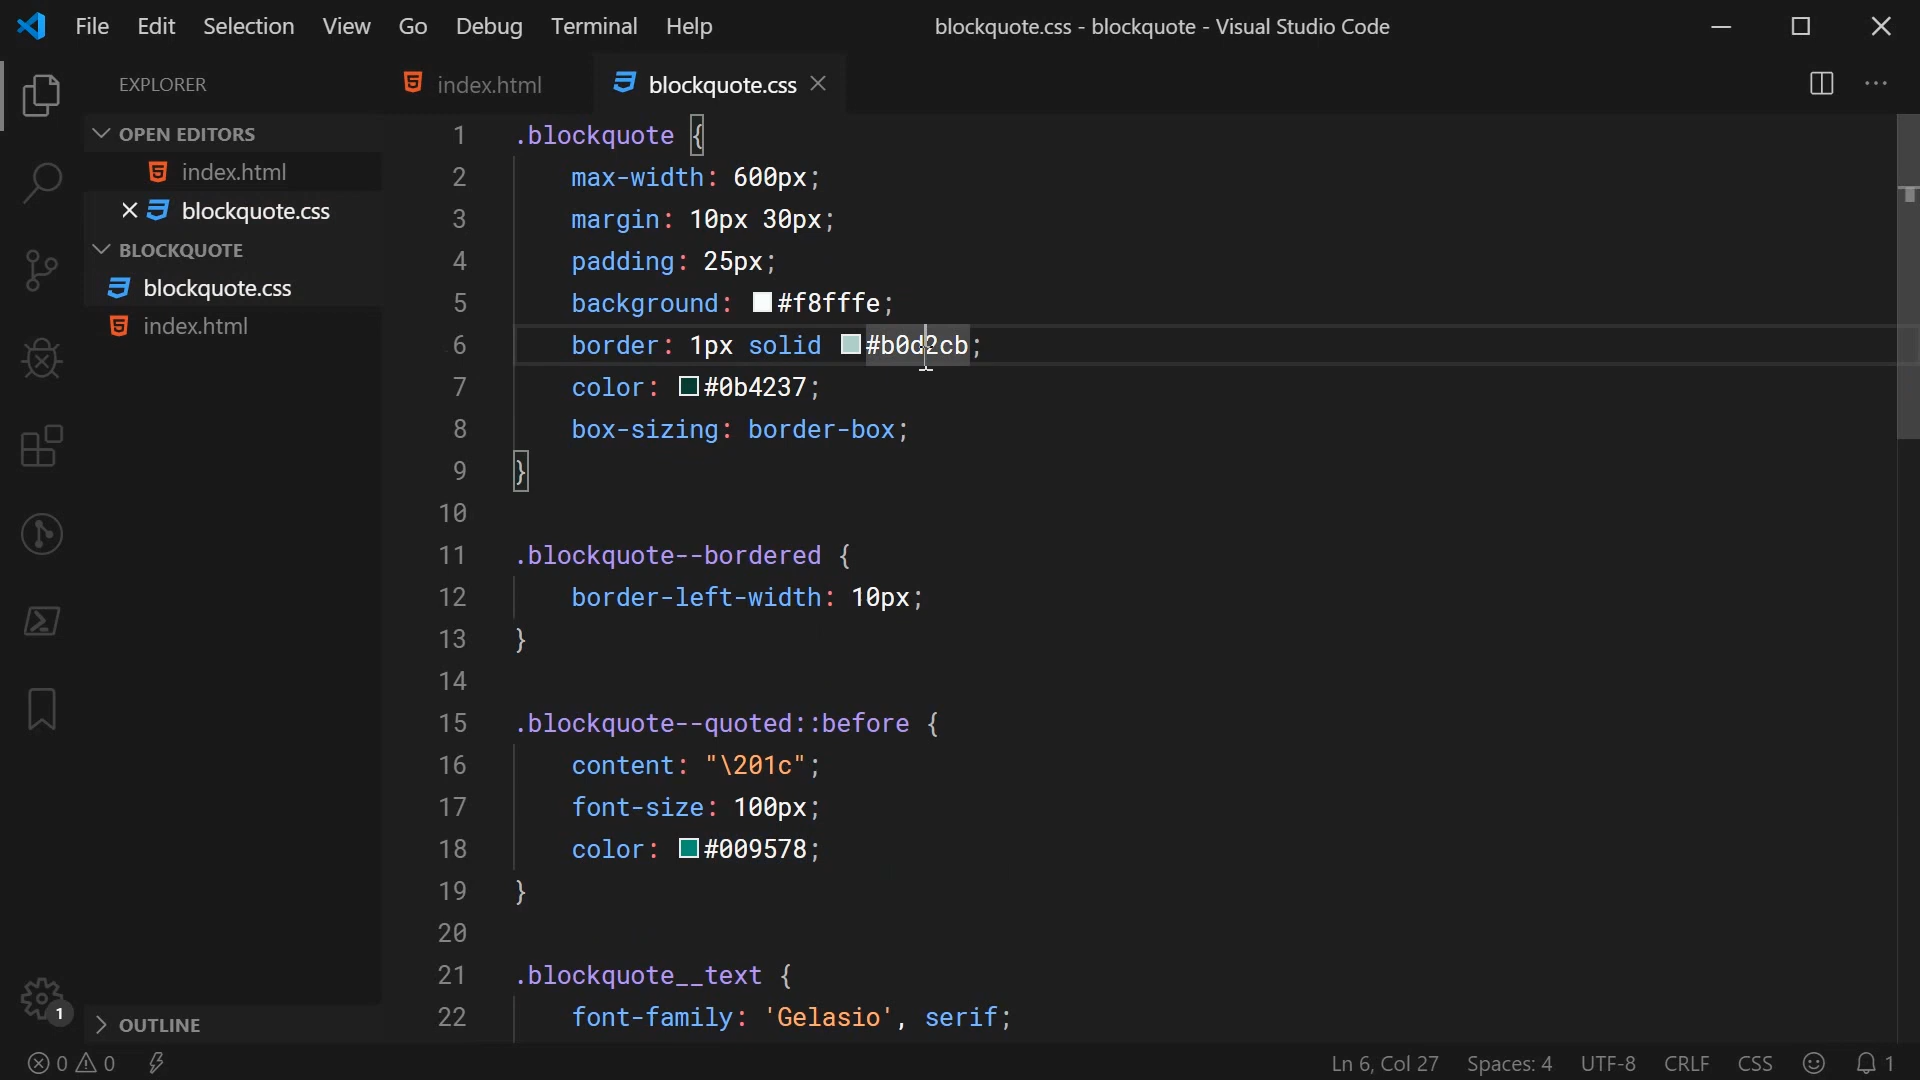 File Edit Selection View Go Debug Terminal Help blockquote.css - blockquote - Visual Studio Code
EXPLORER
OPEN EDITORS
index.html
blockquote.css
BLOCKQUOTE
blockquote.css
index.html
OUTLINE
1
index.html blockquote.css
1 .blockquote {
2 max-width: 600px;
3 margin: 10px 30px;
4 padding: 25px;
5 background: #f8fffe;
6 border: 1px solid #b0d2cb;
7 color: #0b4237;
8 box-sizing: border-box;
9 }
10
11 .blockquote--bordered {
12 border-left-width: 10px;
13 }
14
15 .blockquote--quoted::before {
16 content: "\201c";
17 font-size: 100px;
18 color: #009578;
19 }
20
21 .blockquote__text {
22 font-family: 'Gelasio', serif;
0 0 Ln 6, Col 27 Spaces: 4 UTF-8 CRLF CSS 1